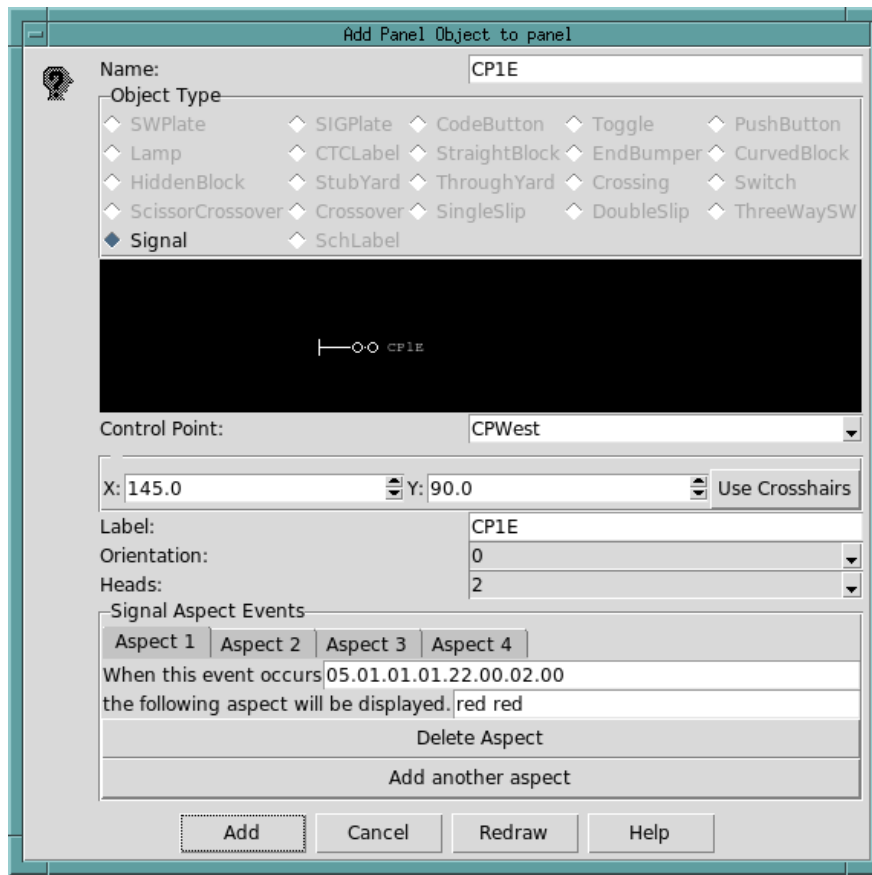 Add Panel Object to panel
Name: CP1E
Object Type
SWPlate SIGPlate CodeButton Toggle PushButton
Lamp CTCLabel StraightBlock EndBumper CurvedBlock
HiddenBlock StubYard ThroughYard Crossing Switch
ScissorCrossover Crossover SingleSlip DoubleSlip ThreeWaySW
Signal SchLabel
CP1E
Control Point: CPWest
X: 145.0 Y: 90.0 Use Crosshairs
Label: CP1E
Orientation: 0
Heads: 2
Signal Aspect Events
Aspect 1 Aspect 2 Aspect 3 Aspect 4
When this event occurs 05.01.01.01.22.00.02.00
the following aspect will be displayed. red red
Delete Aspect
Add another aspect
Add Cancel Redraw Help